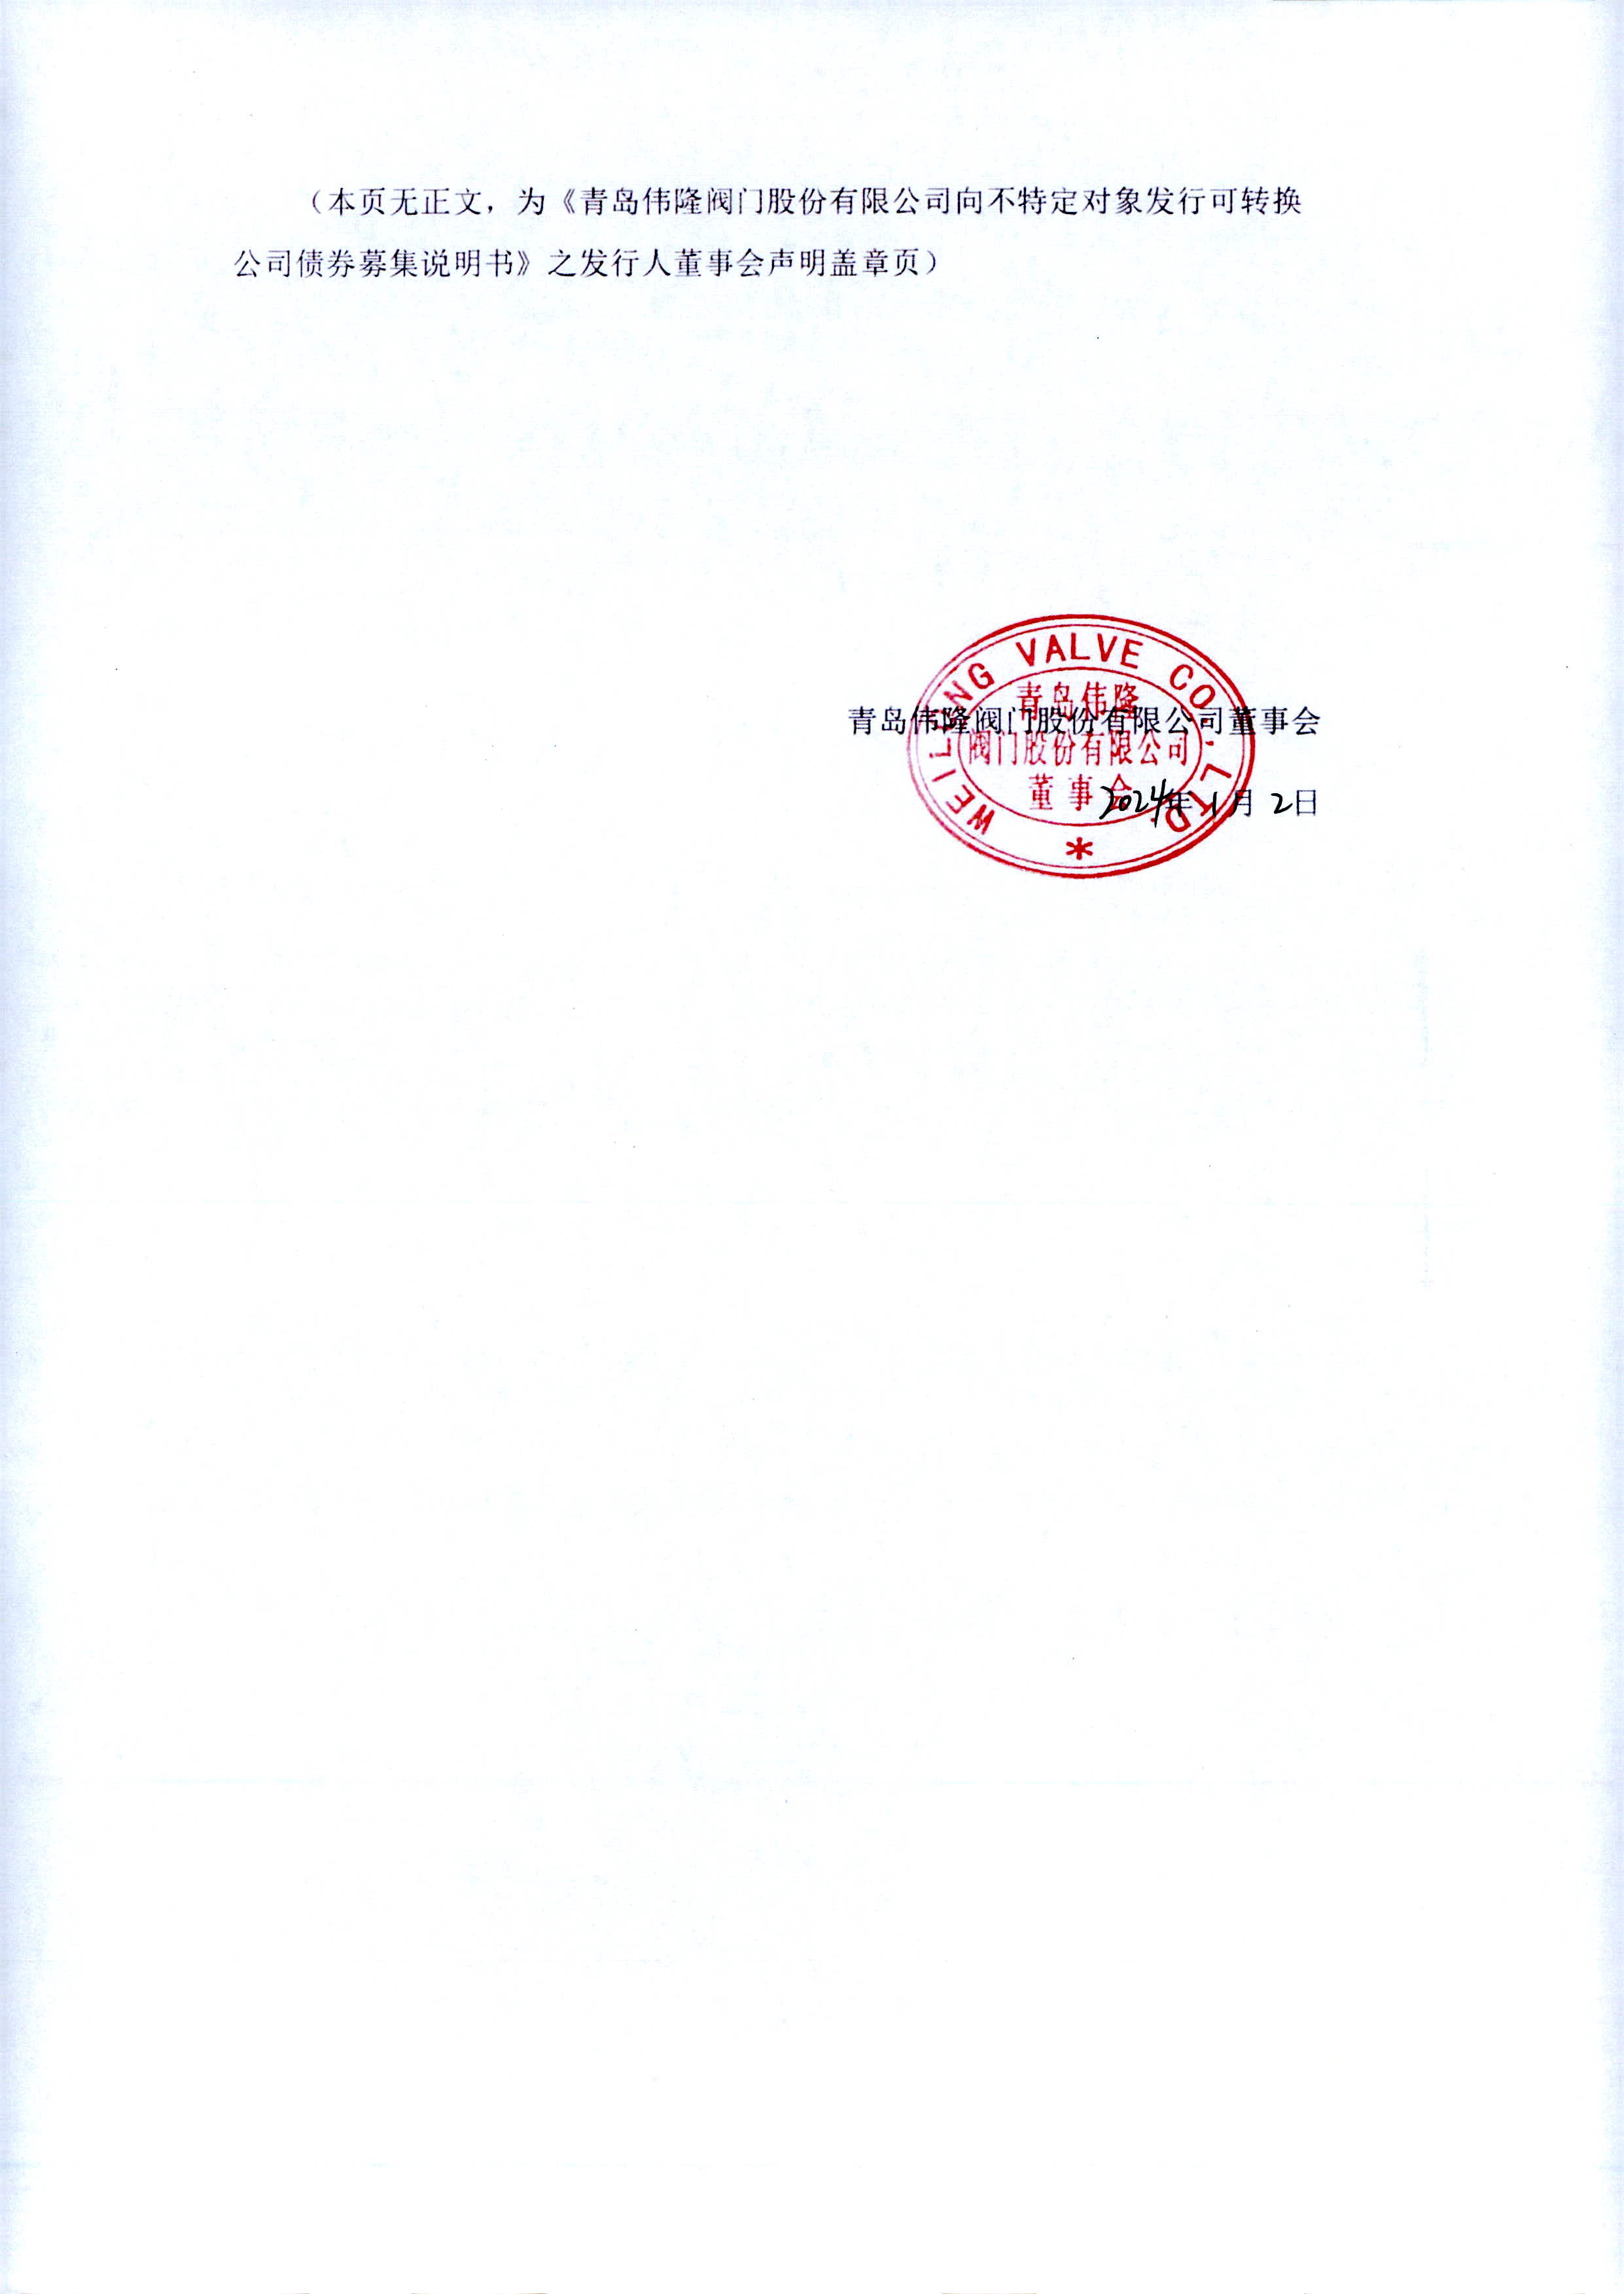 （本页无正文，为《青岛伟隆阀门股份有限公司向不特定对象发行可转换
公司债券募集说明书》之发行人董事会声明盖章页）
WEILONG VALVE CO., LTD.
青岛伟隆
阀门股份有限公司
董事会
*
青岛伟隆阀门股份有限公司董事会
2024年1月2日